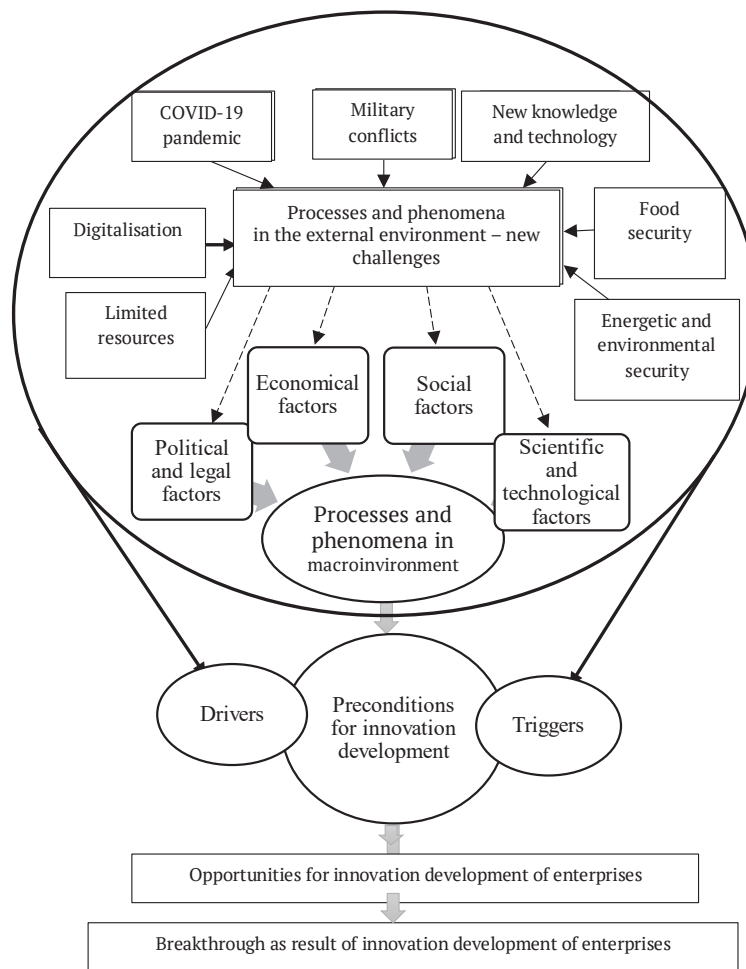 COVID-19
pandemic
Military
conflicts
New knowledge
and technology
Digitalisation
Processes and phenomena
in the external environment – new
challenges
Food
security
Limited
resources
Energetic and
environmental
security
Economical
factors
Social
factors
Political
and legal
factors
Scientific
and
technological
factors
Processes and
phenomena in
macroinvironment
Drivers
Preconditions
for innovation
development
Triggers
Opportunities for innovation development of enterprises
Breakthrough as result of innovation development of enterprises